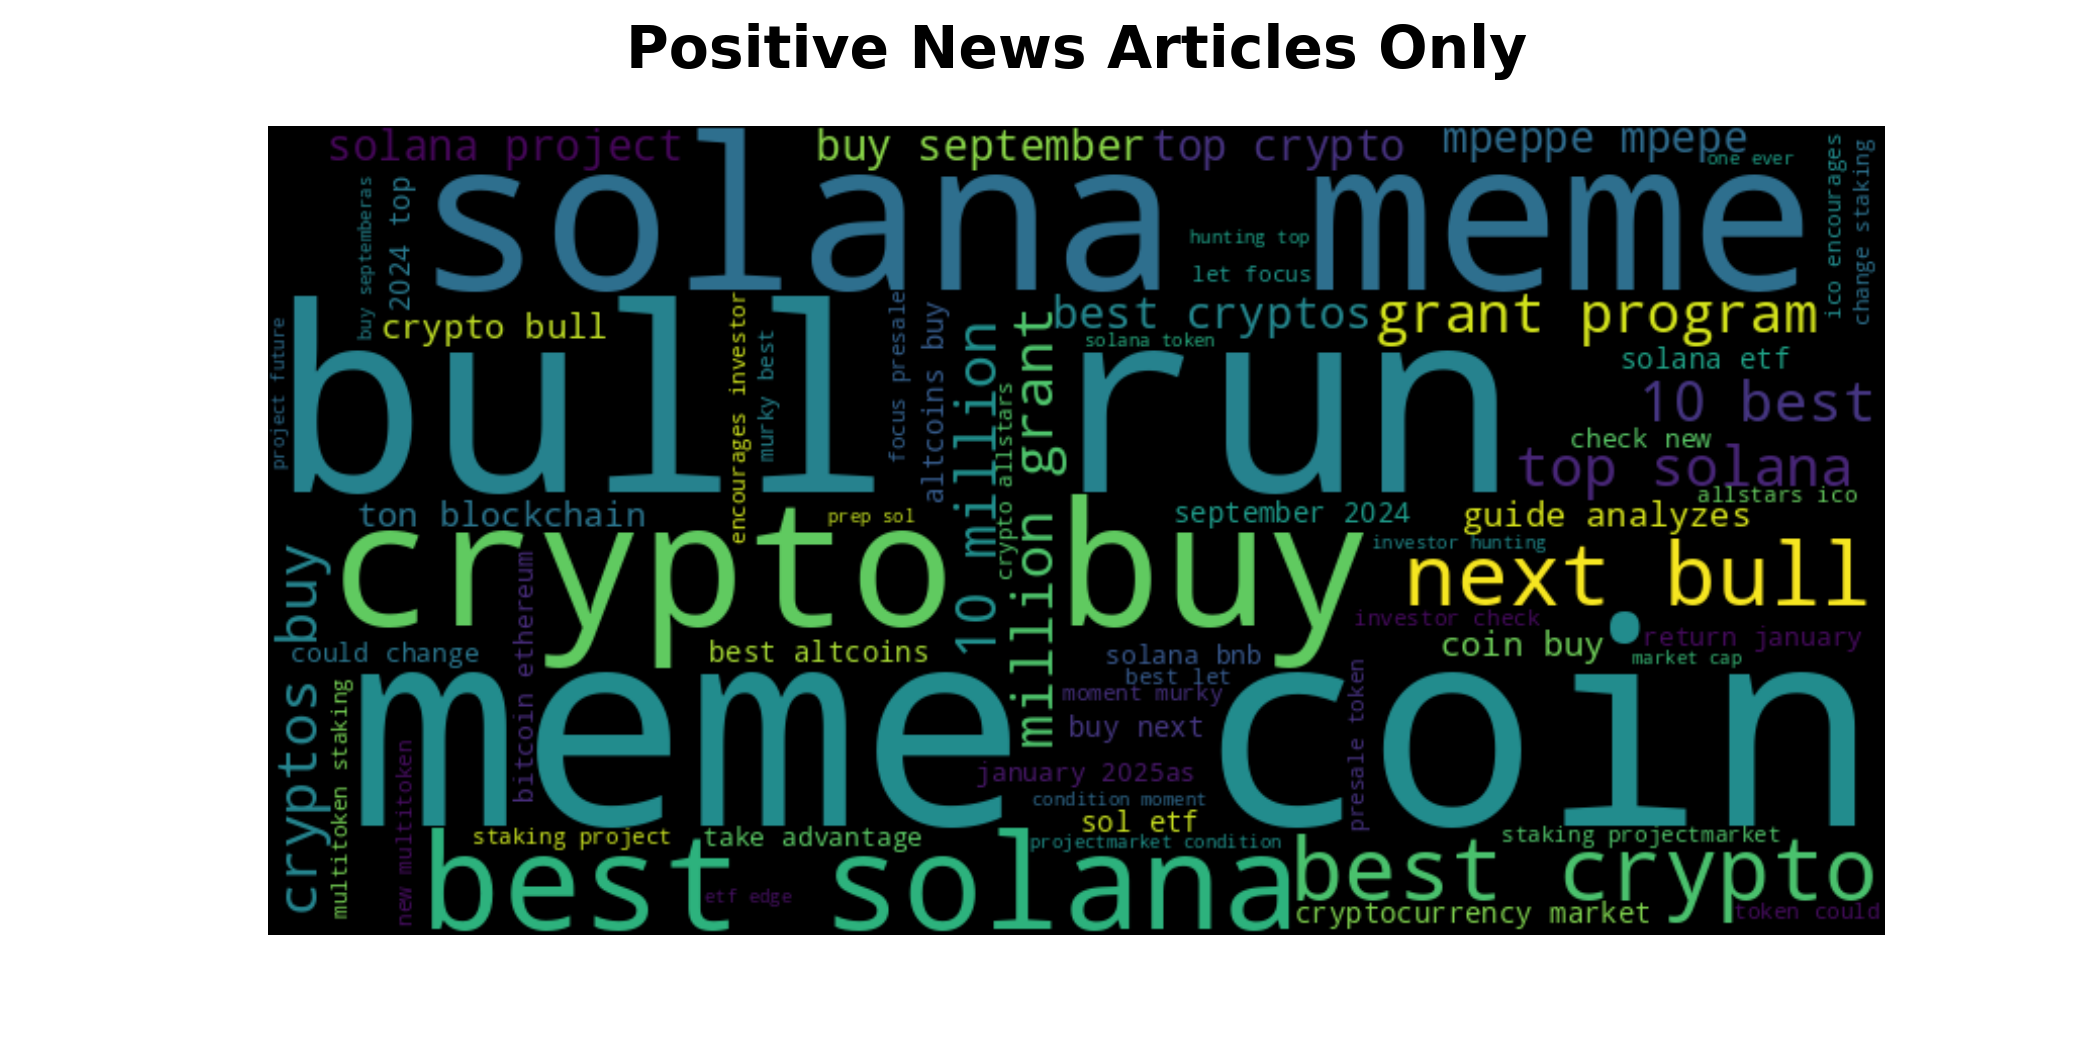 Positive News Articles Only
solana project
buy september
top crypto
mpeppe mpepe
one ever
ico encourages
change staking
buy septemberas
2024 top
solana meme
hunting top
let focus
project future
crypto bull
encourages investor
murky best
focus presale
altcoins buy
10 million
crypto allstars
million grant
best cryptos
grant program
solana token
solana etf
bull run
10 best
check new
top solana
allstars ico
ton blockchain
prep sol
september 2024
guide analyzes
investor hunting
crypto buy
next bull
cryptos buy
bitcoin ethereum
investor check
could change
best altcoins
solana bnb
coin buy
return january
market cap
best let
moment murky
presale token
multitoken staking
new multitoken
meme coin
buy next
january 2025as
condition moment
sol etf
staking project
take advantage
projectmarket condition
staking projectmarket
best solana
best crypto
etf edge
cryptocurrency market
token could